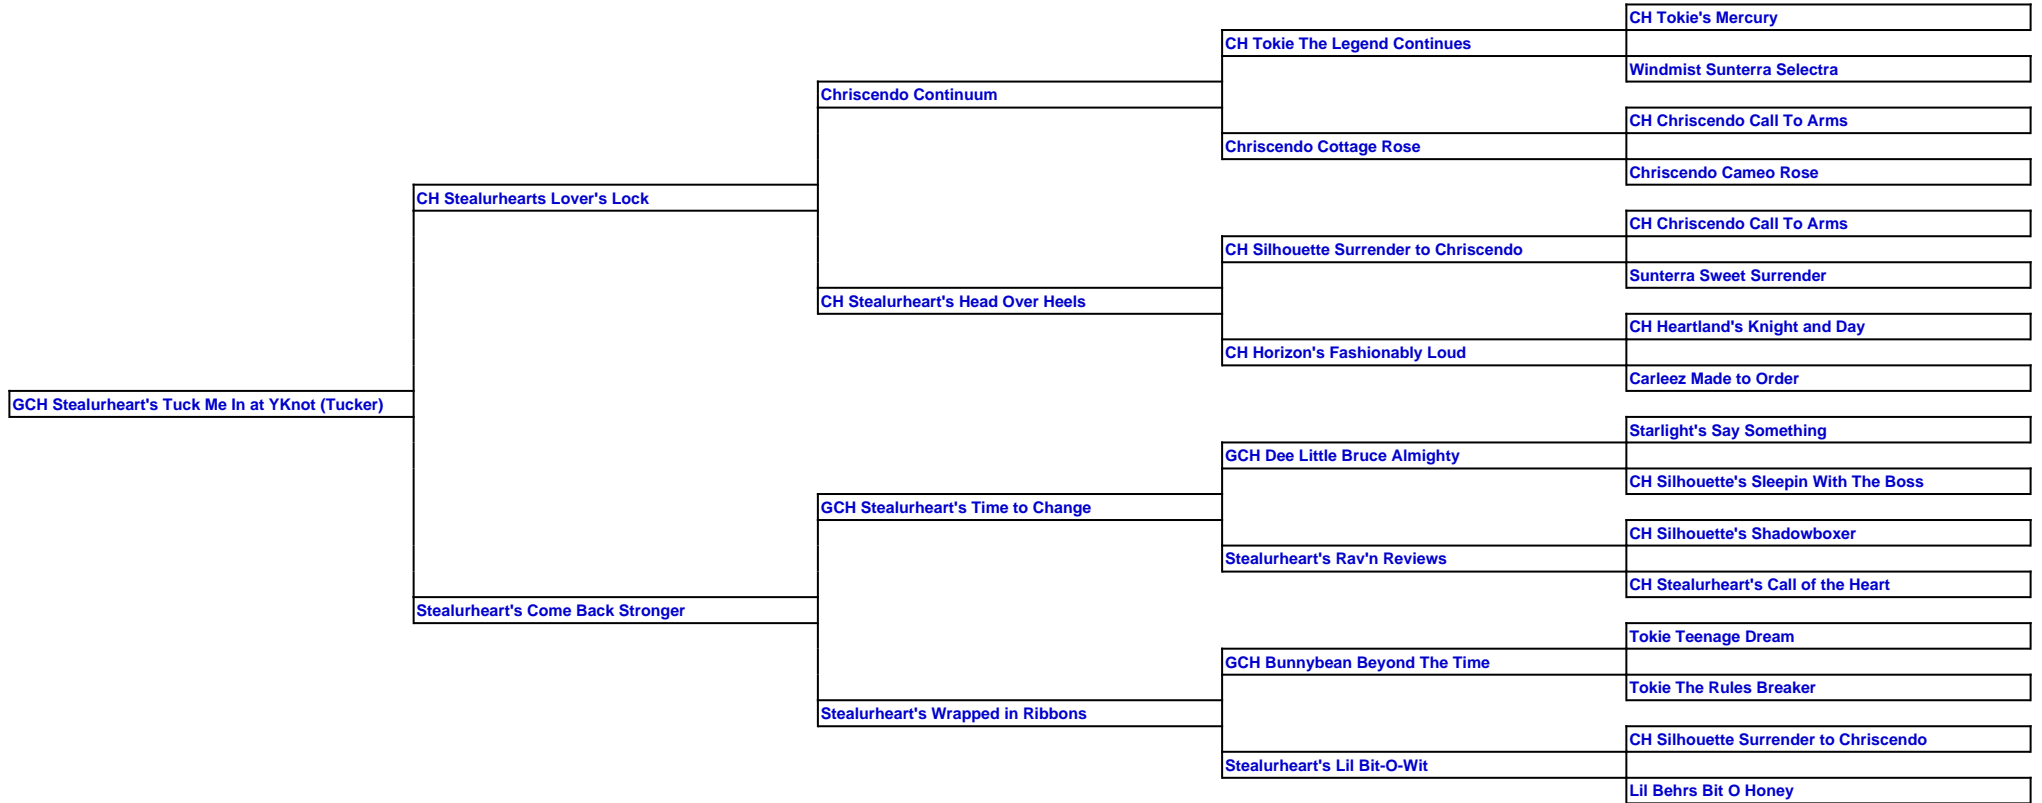 CH Tokie's Mercury
CH Tokie The Legend Continues
Windmist Sunterra Selectra
Chriscendo Continuum
CH Chriscendo Call To Arms
Chriscendo Cottage Rose
Chriscendo Cameo Rose
CH Stealurhearts Lover's Lock
CH Chriscendo Call To Arms
CH Silhouette Surrender to Chriscendo
Sunterra Sweet Surrender
CH Stealurheart's Head Over Heels
CH Heartland's Knight and Day
CH Horizon's Fashionably Loud
Carleez Made to Order
GCH Stealurheart's Tuck Me In at YKnot (Tucker)
Starlight's Say Something
GCH Dee Little Bruce Almighty
CH Silhouette's Sleepin With The Boss
GCH Stealurheart's Time to Change
CH Silhouette's Shadowboxer
Stealurheart's Rav'n Reviews
CH Stealurheart's Call of the Heart
Stealurheart's Come Back Stronger
Tokie Teenage Dream
GCH Bunnybean Beyond The Time
Tokie The Rules Breaker
Stealurheart's Wrapped in Ribbons
CH Silhouette Surrender to Chriscendo
Stealurheart's Lil Bit-O-Wit
Lil Behrs Bit O Honey